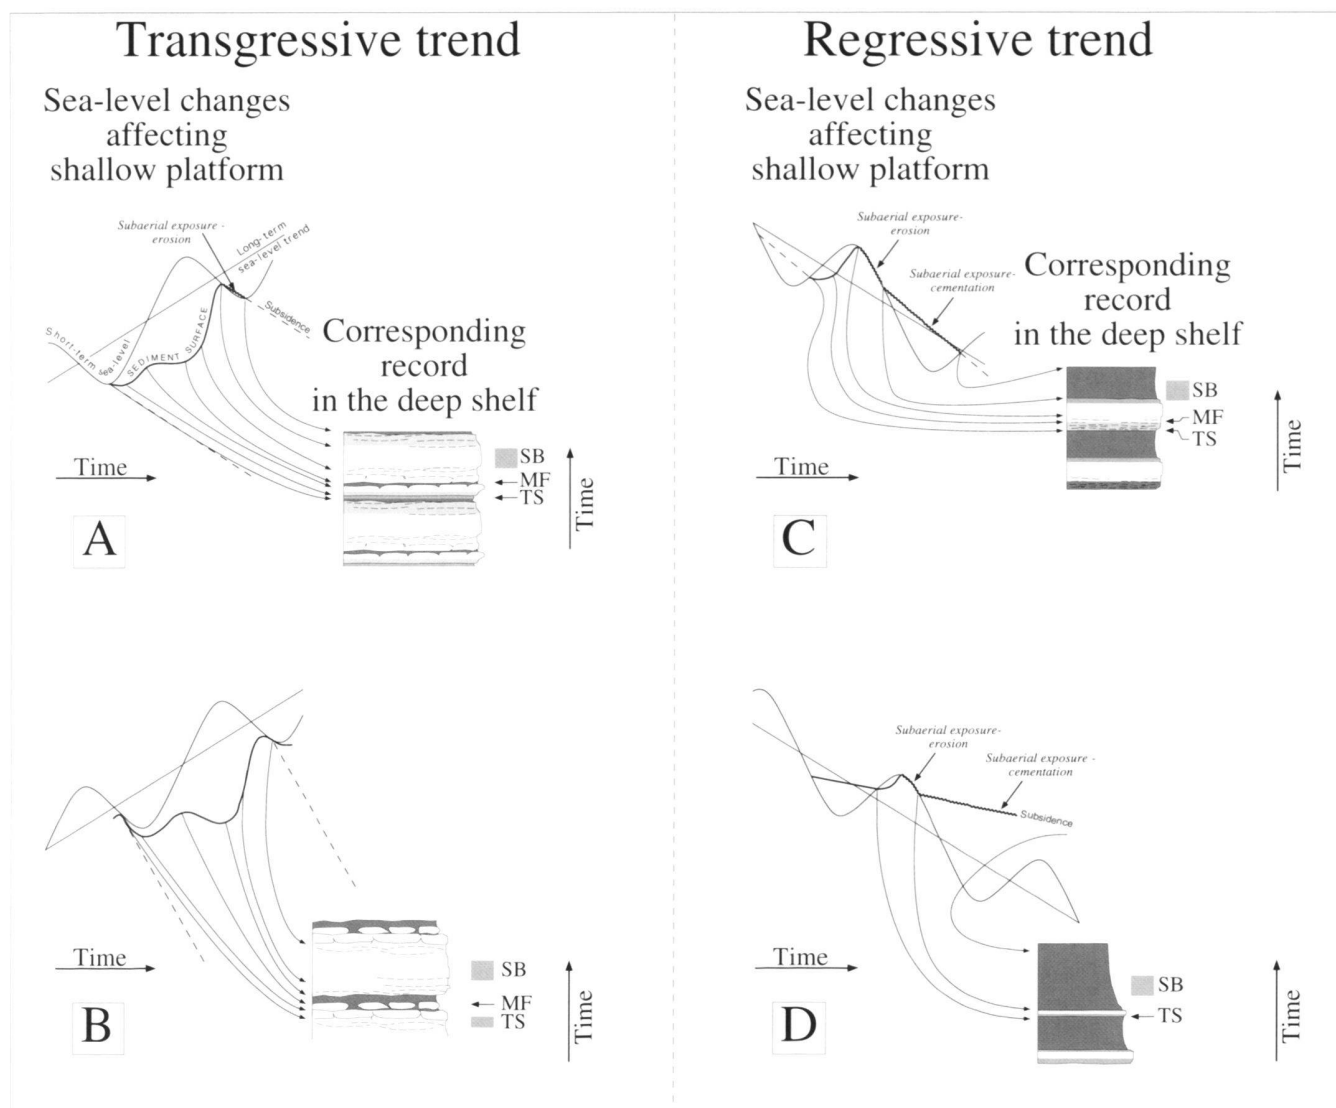 Transgressive trend
Sea-level changes
affecting
shallow platform
Subaerial exposure -
erosion
Long-term
sea-level trend
Short-term sea-level
SEDIMENT SURFACE
Subsidence
Corresponding
record
in the deep shelf
Time
SB
MF
TS
Time
A
Time
SB
MF
TS
Time
B
Regressive trend
Sea-level changes
affecting
shallow platform
Subaerial exposure-
erosion
Subaerial exposure-
cementation
Corresponding
record
in the deep shelf
Time
SB
MF
TS
Time
C
Subaerial exposure-
erosion
Subaerial exposure -
cementation
Subsidence
Time
SB
TS
Time
D